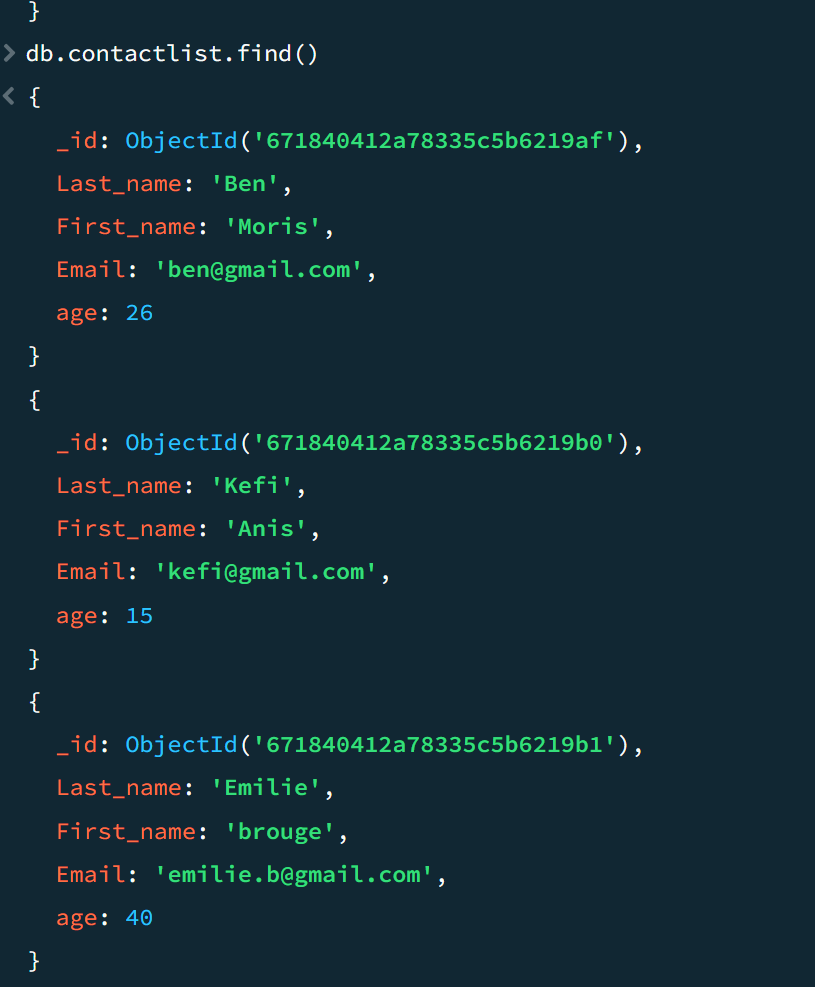 }
> db.contactlist.find()
< {
_id: ObjectId('671840412a78335c5b6219af'),
Last_name: 'Ben',
First_name: 'Moris',
Email: 'ben@gmail.com',
age: 26
}
{
_id: ObjectId('671840412a78335c5b6219b0'),
Last_name: 'Kefi',
First_name: 'Anis',
Email: 'kefi@gmail.com',
age: 15
}
{
_id: ObjectId('671840412a78335c5b6219b1'),
Last_name: 'Emilie',
First_name: 'brouge',
Email: 'emilie.b@gmail.com',
age: 40
}